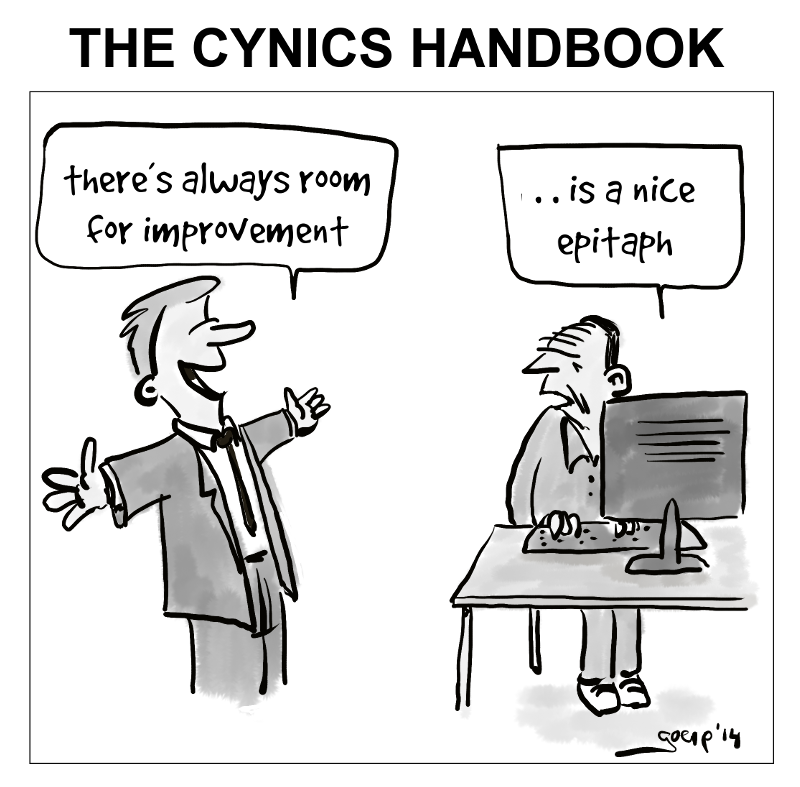 THE CYNICS HANDBOOK
there's always room
for improvement
...is a nice
epitaph
goerp '14